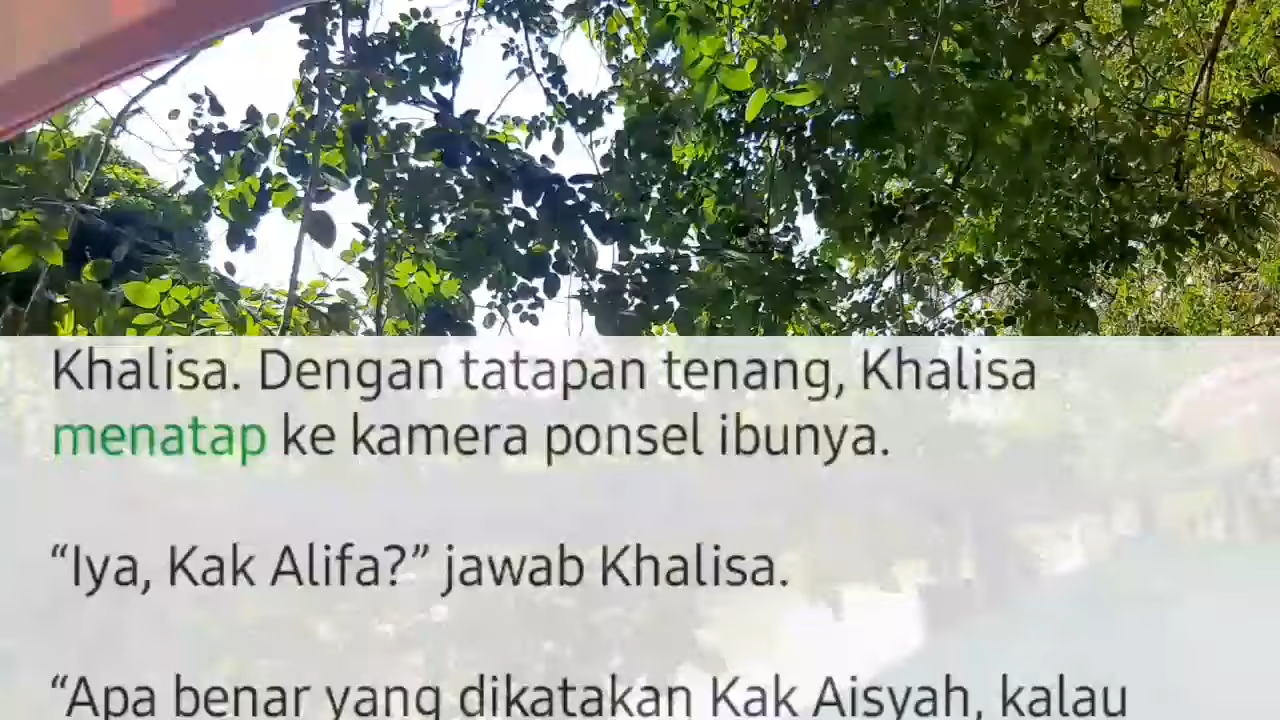 Khalisa. Dengan tatapan tenang, Khalisa
menatap ke kamera ponsel ibunya.
“Iya, Kak Alifa?” jawab Khalisa.
“Apa benar yang dikatakan Kak Aisyah, kalau